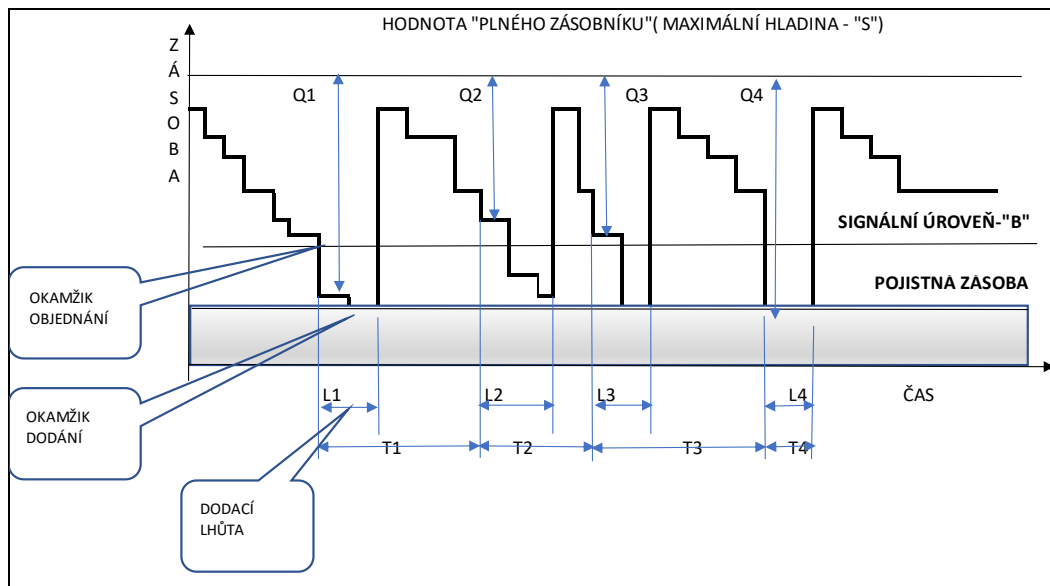 HODNOTA "PLNÉHO ZÁSOBNÍKU"( MAXIMÁLNÍ HLADINA - "S")
Z
Á
S
O
B
A
Q1
Q2
Q3
Q4
SIGNÁLNÍ ÚROVEŇ-"B"
POJISTNÁ ZÁSOBA
OKAMŽIK
OBJEDNÁNÍ
OKAMŽIK
DODÁNÍ
L1
L2
L3
L4
ČAS
T1
T2
T3
T4
DODACÍ
LHŮTA